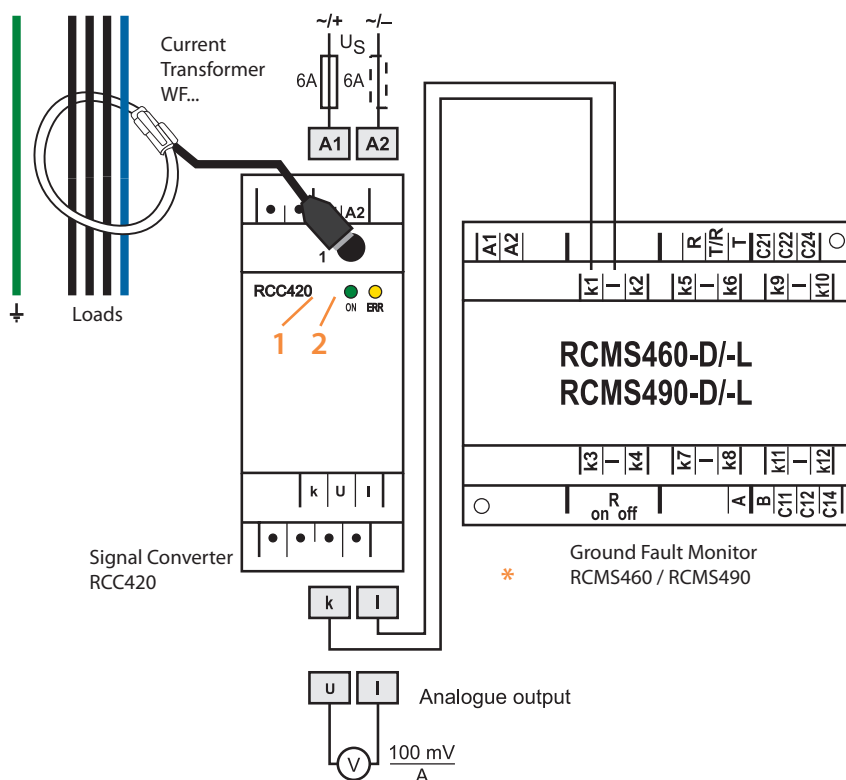 ~/+ ~/–
U_S
6A 6A
Current
Transformer
WF...
A1 A2
A2
1
RCC420
ON ERR
1 2
k U l
Loads
Signal Converter
RCC420
k l
U l
Analogue output
V
100 mV
A
A1 A2 R T/R T C21 C22 C24
k1 l k2 k5 l k6 k9 l k10
RCMS460-D/-L
RCMS490-D/-L
k3 l k4 k7 l k8 k11 l k12
R
on off
A B C11 C12 C14
*
Ground Fault Monitor
RCMS460 / RCMS490